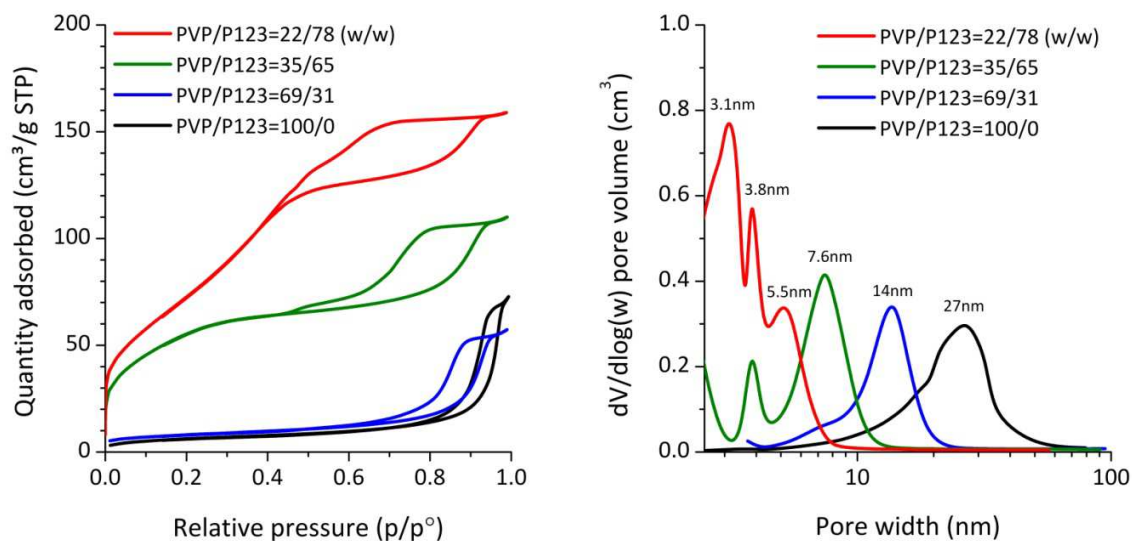 200
150
100
50
0
Quantity adsorbed (cm³/g STP)
PVP/P123=22/78 (w/w)
PVP/P123=35/65
PVP/P123=69/31
PVP/P123=100/0
0.0 0.2 0.4 0.6 0.8 1.0
Relative pressure (p/p°)
1.0
0.8
0.6
0.4
0.2
0.0
dV/dlog(w) pore volume (cm³)
PVP/P123=22/78 (w/w)
PVP/P123=35/65
PVP/P123=69/31
PVP/P123=100/0
3.1nm
3.8nm
5.5nm
7.6nm
14nm
27nm
10 100
Pore width (nm)